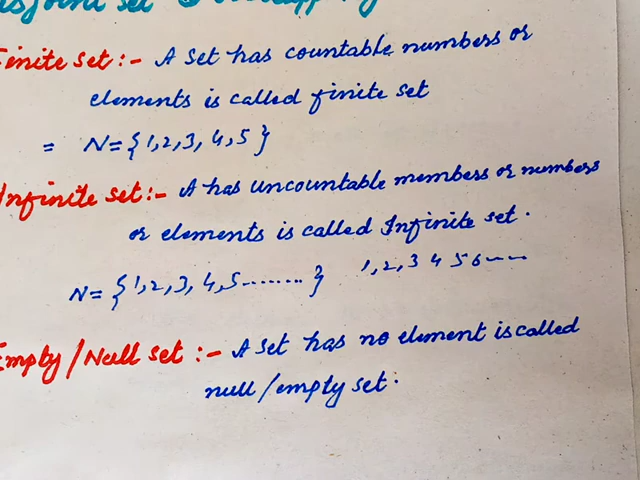 disjoint set &
Finite set:- A set has countable numbers or
elements is called finite set
= N={1,2,3, 4,5}
Infinite set:- A has uncountable members or numbers
or elements is called Infinite set.
N= {1,2,3, 4,5........} 1,2,3 4 5 6----
Empty/Null set :- A set has no element is called
null/empty set.